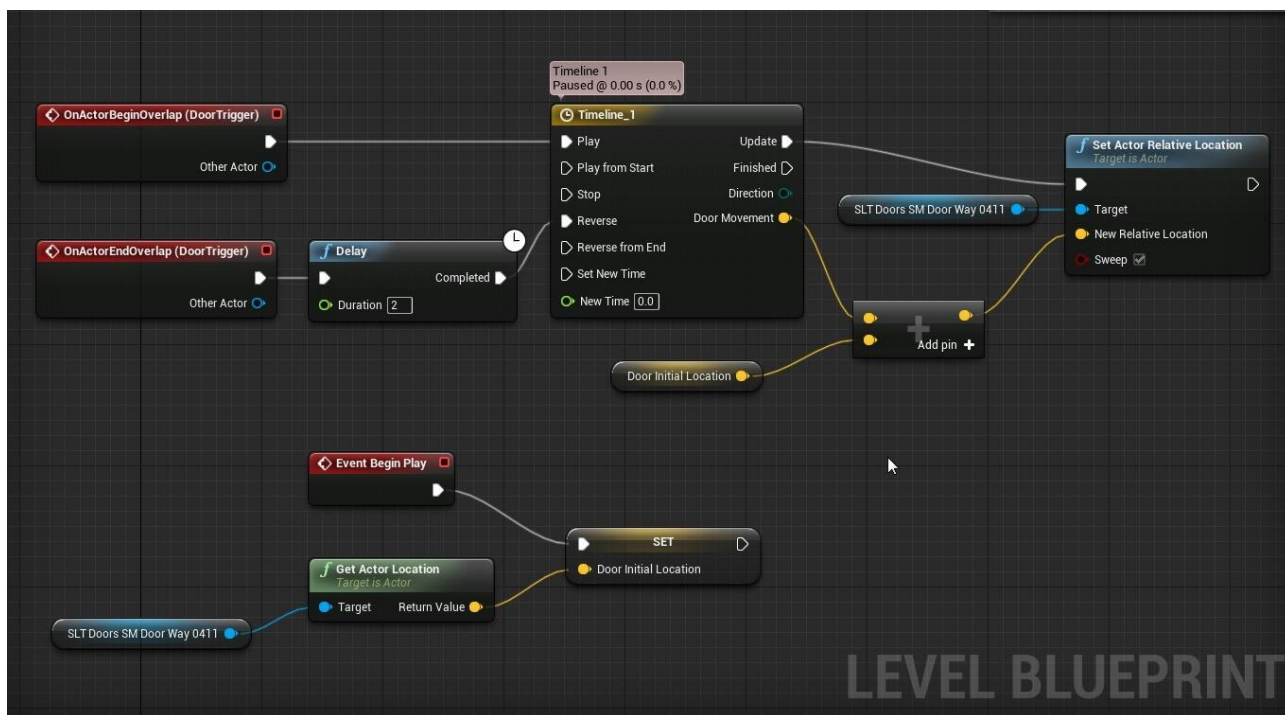 Timeline 1
Paused @ 0.00 s (0.0 %)
OnActorBeginOverlap (DoorTrigger)
Other Actor
Timeline_1
Play
Update
Play from Start
Finished
Stop
Direction
Reverse
Door Movement
Reverse from End
Set New Time
New Time 0.0
Set Actor Relative Location
Target is Actor
SLT Doors SM Door Way 0411
Target
New Relative Location
Sweep
OnActorEndOverlap (DoorTrigger)
Other Actor
Delay
Completed
Duration 2
Add pin
Door Initial Location
Event Begin Play
SET
Door Initial Location
Get Actor Location
Target is Actor
Target
Return Value
SLT Doors SM Door Way 0411
LEVEL BLUEPRINT